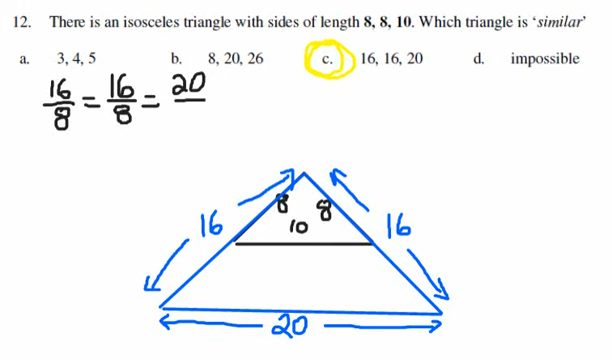 12. There is an isosceles triangle with sides of length 8, 8, 10. Which triangle is ‘similar’
a. 3, 4, 5 b. 8, 20, 26 c. 16, 16, 20 d. impossible
16/8 = 16/8 = 20/
8 8
10
16 16
20